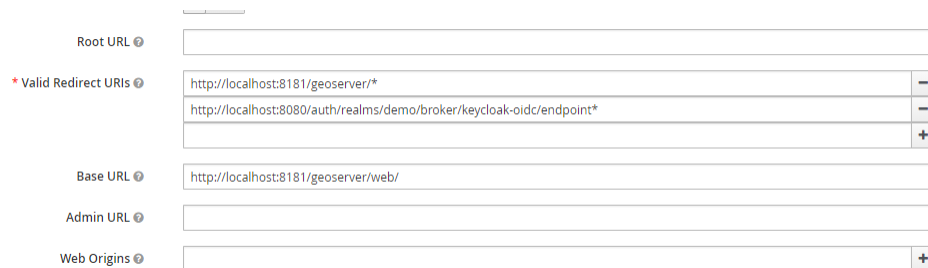 Root URL
* Valid Redirect URIs
http://localhost:8181/geoserver/*
http://localhost:8080/auth/realms/demo/broker/keycloak-oidc/endpoint*
Base URL
http://localhost:8181/geoserver/web/
Admin URL
Web Origins